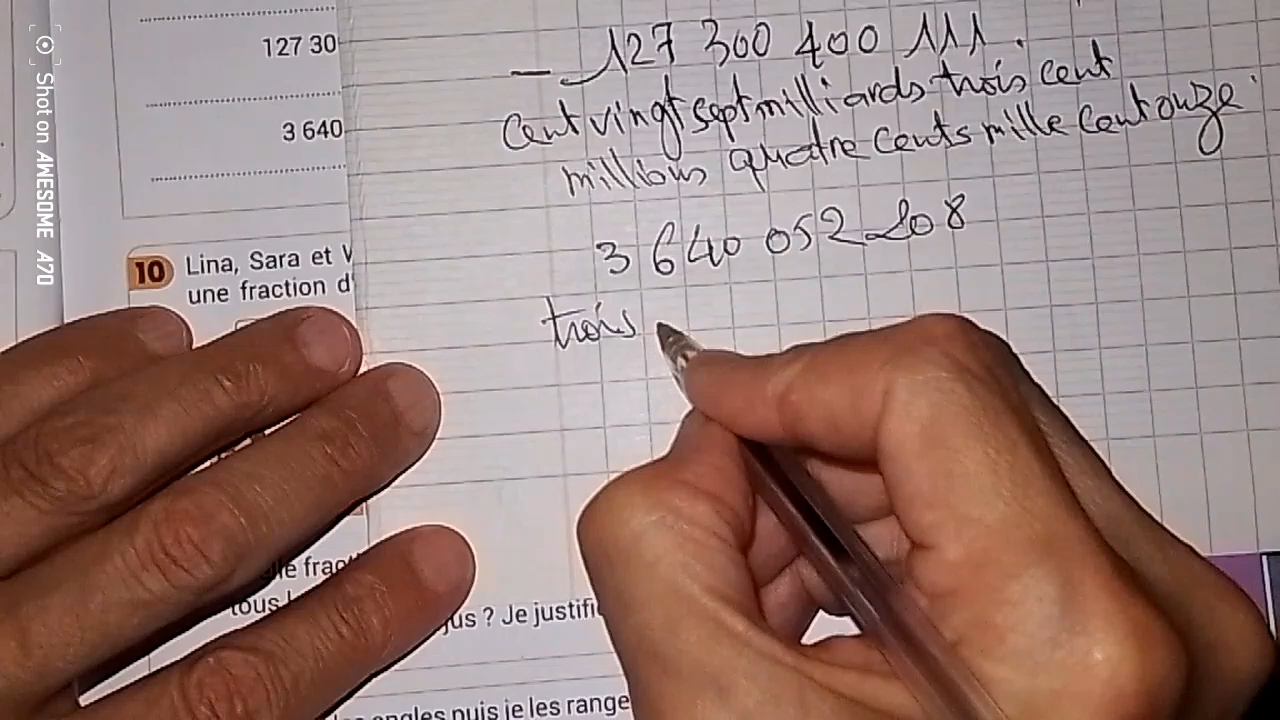 Shot on AWESOME A70
127 30
3 640
10 Lina, Sara et V
une fraction d'
— 127 300 400 111.
Cent vingt sept milliards trois cent
millions quatre cents mille cent onze.
3 640 052 208
trois
le fract
tous
jus ? Je justifi
angles puis je les range